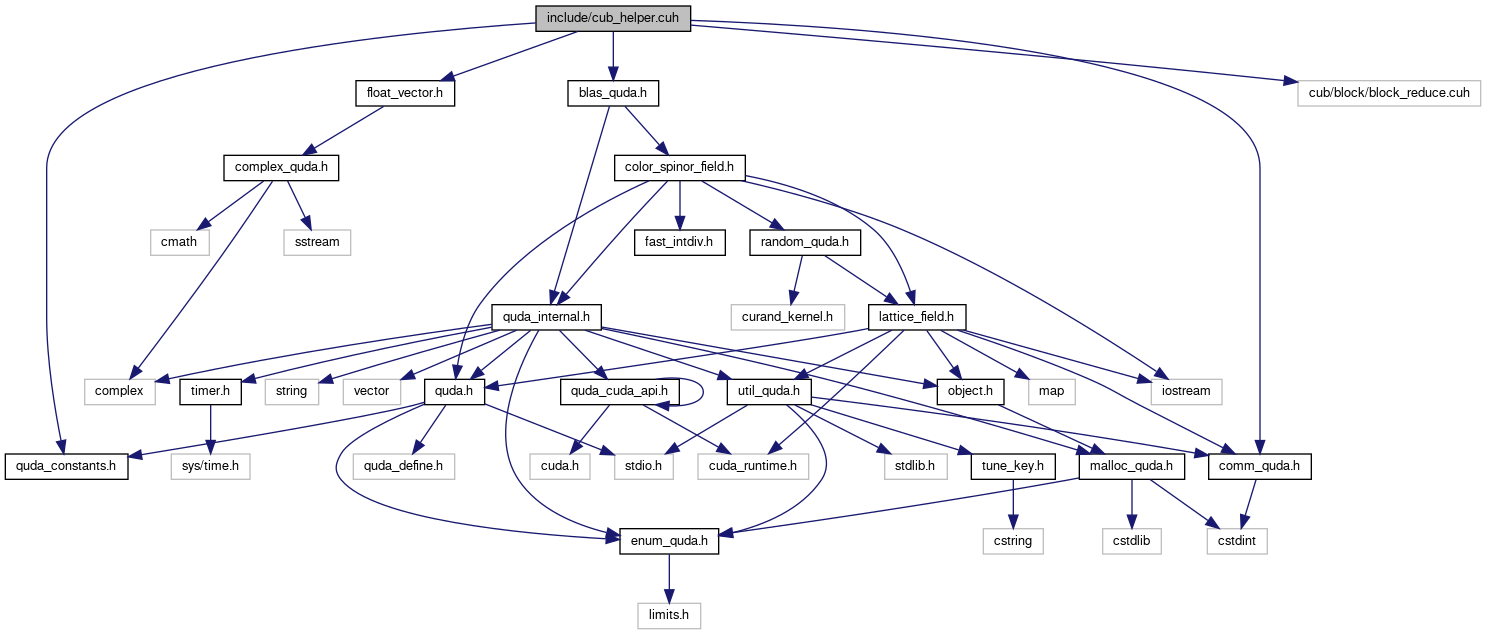 include/cub_helper.cuh
float_vector.h
blas_quda.h
cub/block/block_reduce.cuh
complex_quda.h
color_spinor_field.h
cmath
sstream
fast_intdiv.h
random_quda.h
quda_internal.h
curand_kernel.h
lattice_field.h
complex
timer.h
string
vector
quda.h
quda_cuda_api.h
util_quda.h
object.h
map
iostream
quda_constants.h
sys/time.h
quda_define.h
cuda.h
stdio.h
cuda_runtime.h
stdlib.h
tune_key.h
malloc_quda.h
comm_quda.h
enum_quda.h
cstring
cstdlib
cstdint
limits.h